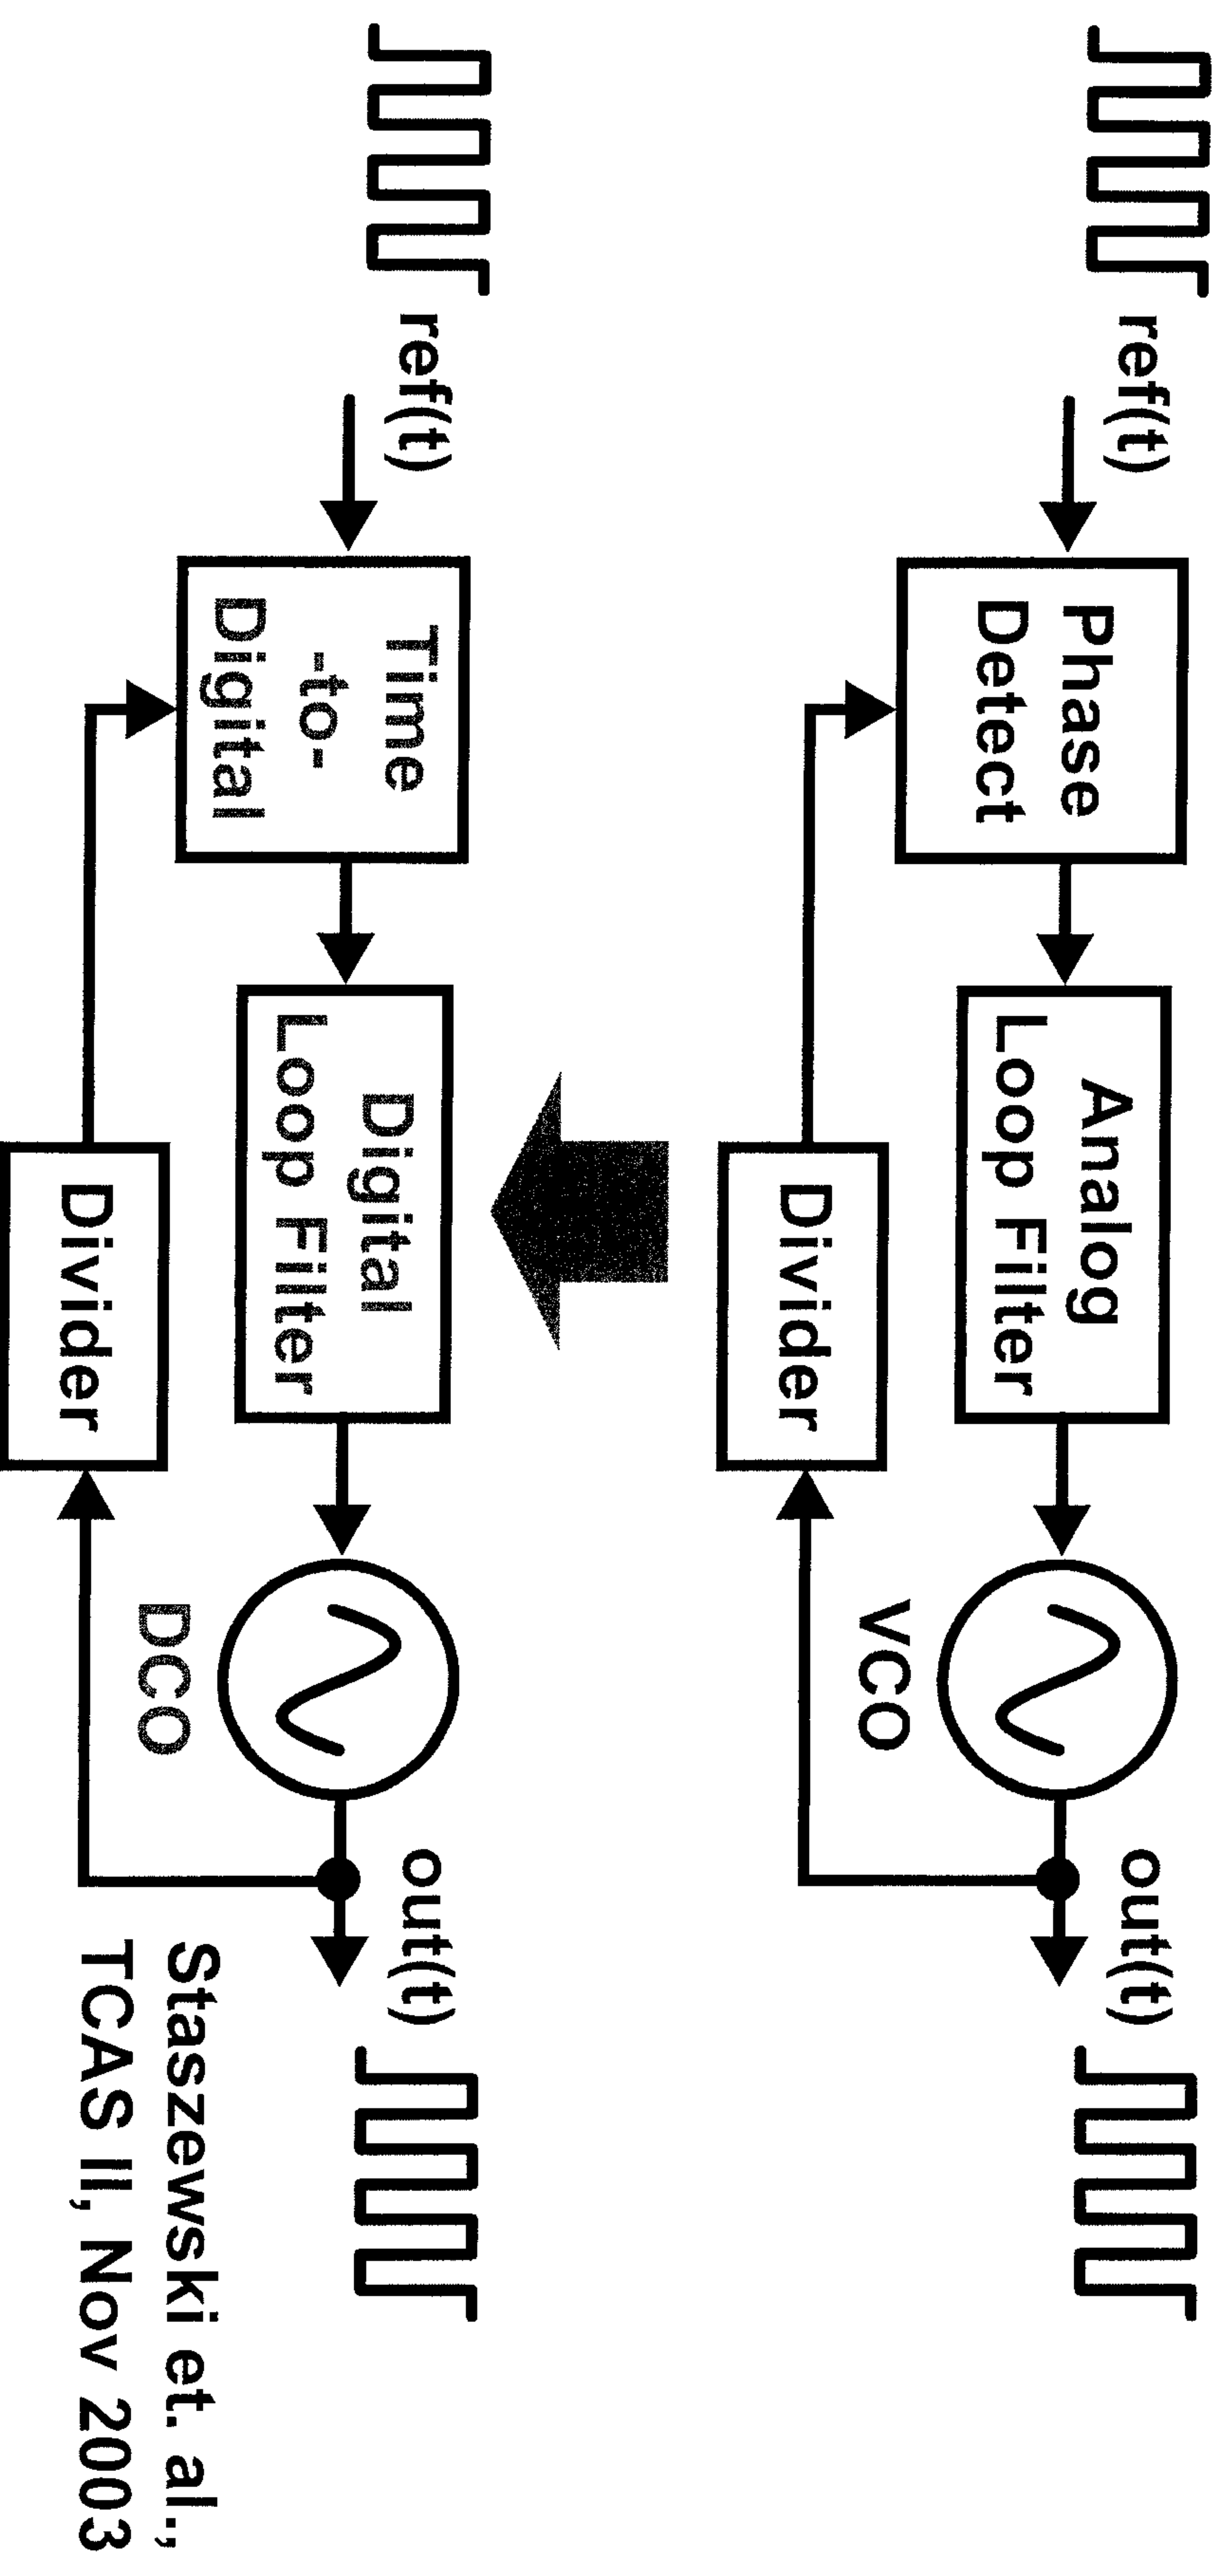 ref(t)
Phase
Detect
Analog
Loop Filter
VCO
out(t)
Divider
ref(t)
Time
-to-
Digital
Digital
Loop Filter
DCO
out(t)
Divider
Staszewski et. al.,
TCAS II, Nov 2003